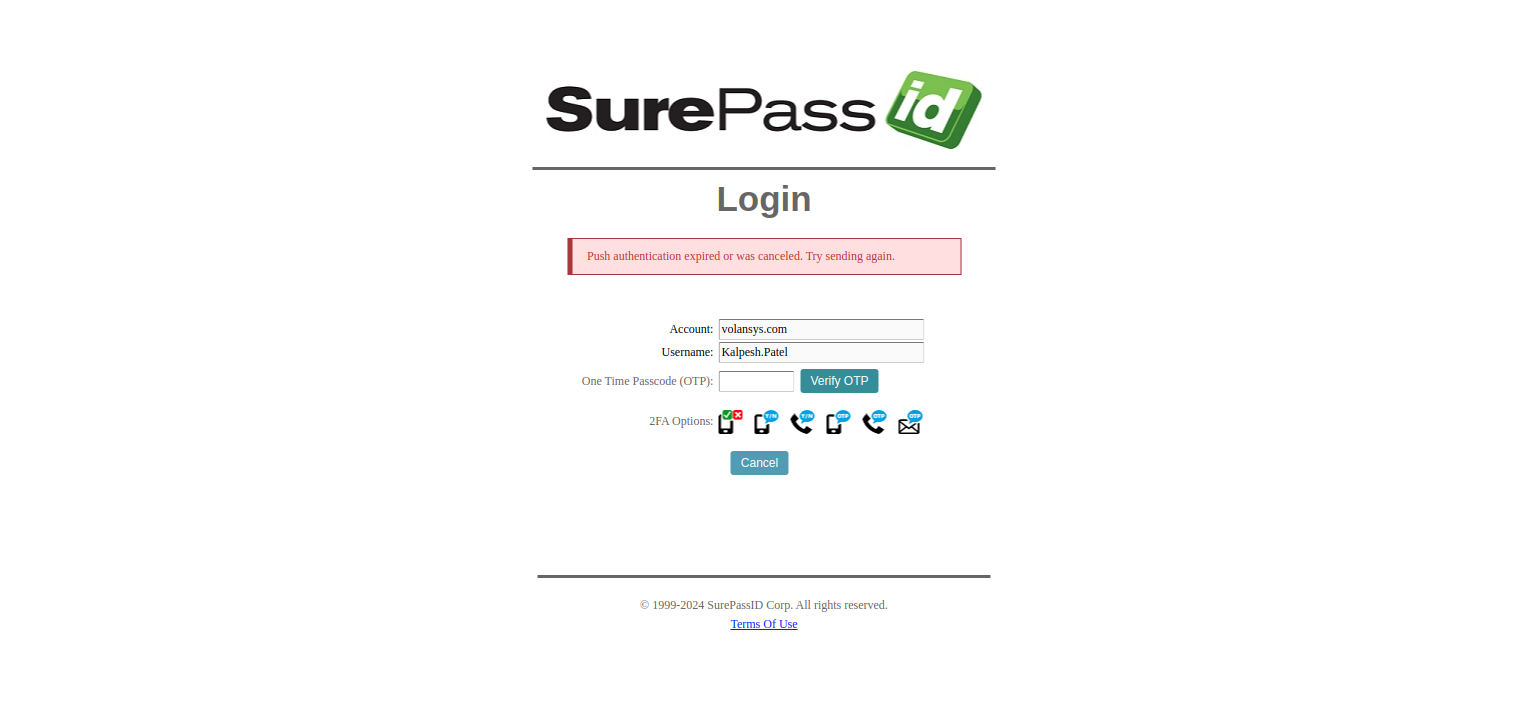 SurePass id
Login
Push authentication expired or was canceled. Try sending again.
Account: volansys.com
Username: Kalpesh.Patel
One Time Passcode (OTP): Verify OTP
2FA Options: Y/N Y/N OTP OTP OTP
Cancel
© 1999-2024 SurePassID Corp. All rights reserved.
Terms Of Use